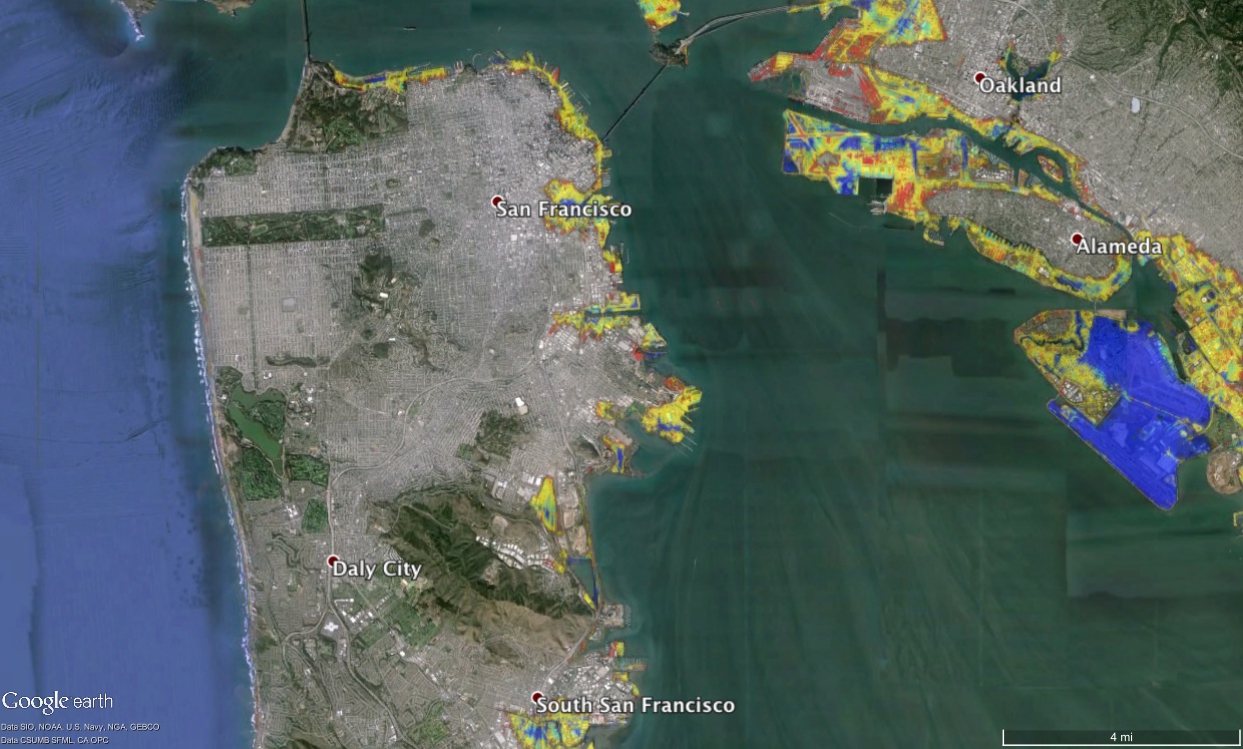 Oakland
San Francisco
Alameda
Daly City
South San Francisco
Google earth
Data SIO, NOAA, U.S. Navy, NGA, GEBCO
Data CSUMB SFML, CA OPC
4 mi